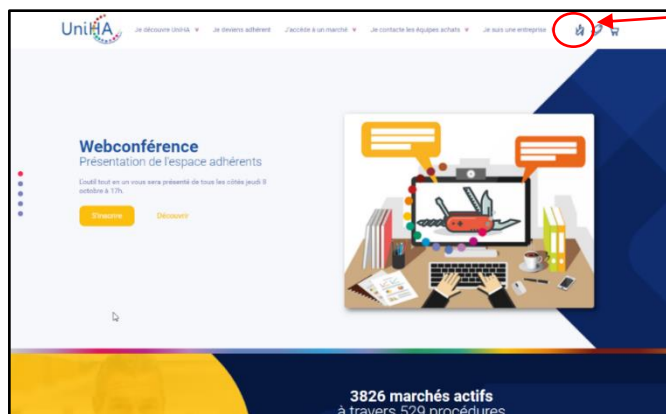 UniHA
Je découvre UniHA Je deviens adhérent J'accède à un marché Je contacte les équipes achats Je suis une entreprise
Webconférence
Présentation de l'espace adhérents
L'outil tout en un vous sera présenté de tous les côtés jeudi 8
octobre à 17h.
S'inscrire Découvrir
3826 marchés actifs
à travers 529 procédures